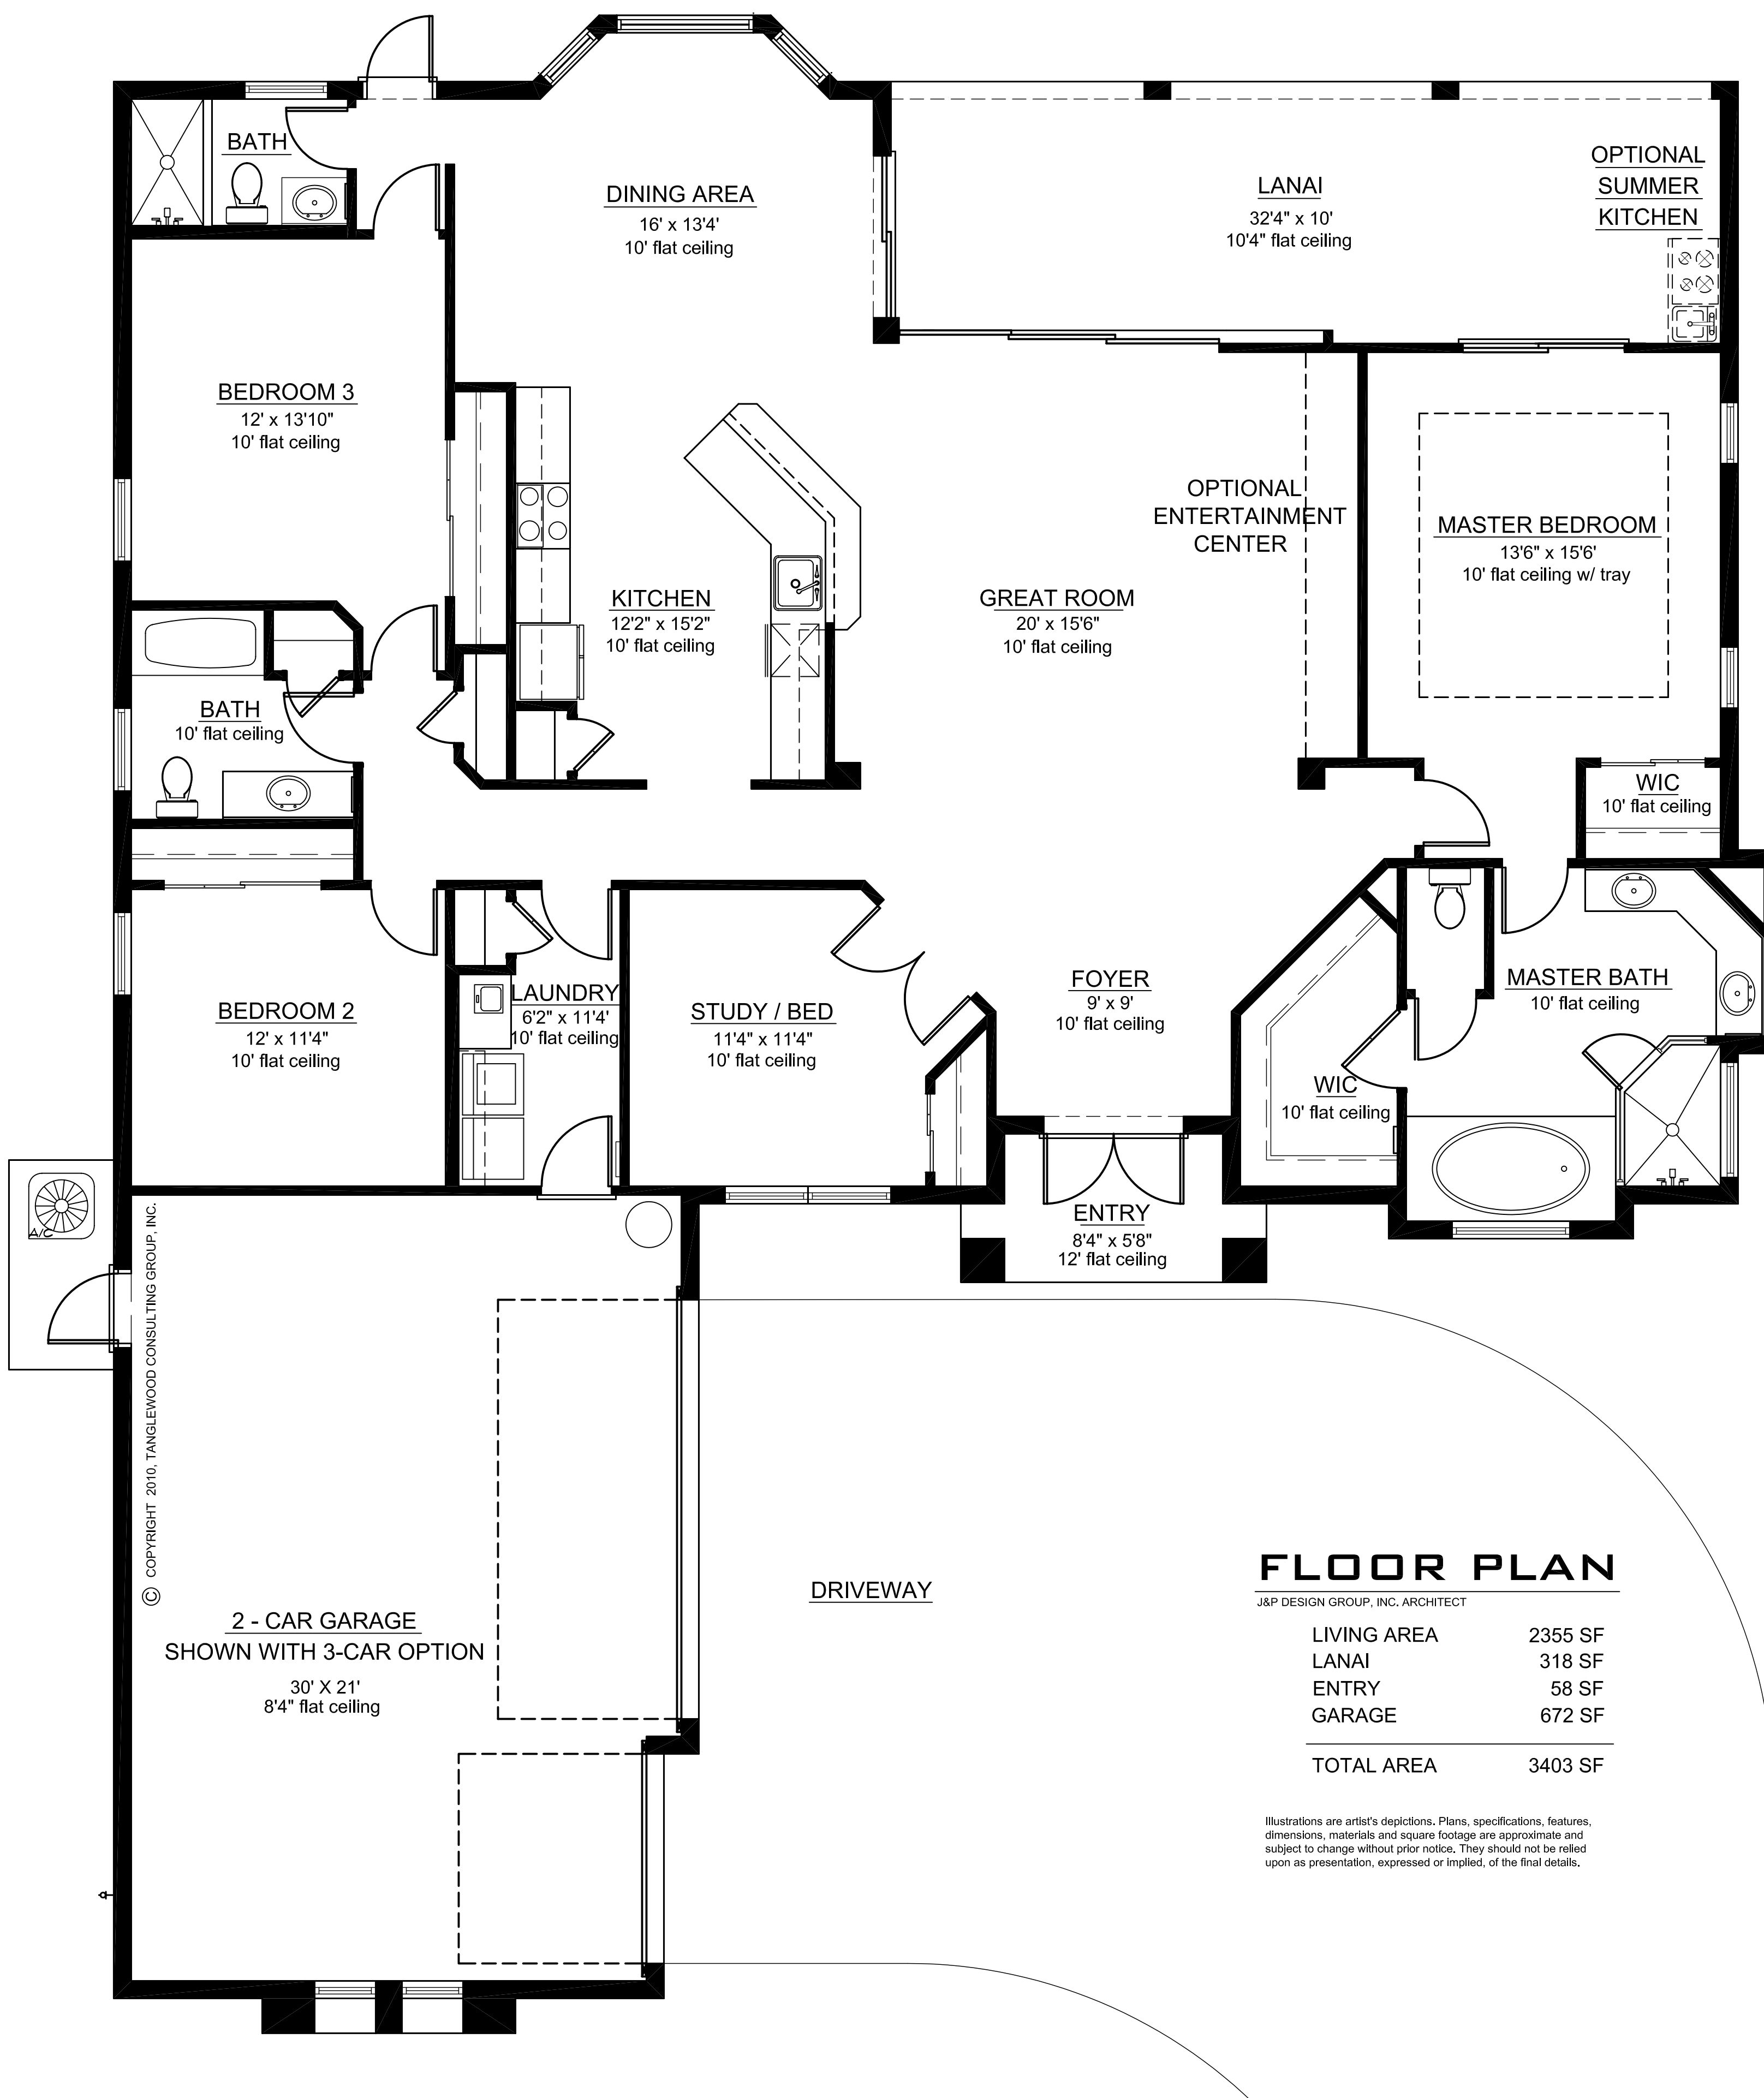 BATH
DINING AREA
16' x 13'4"
10' flat ceiling
LANAI
32'4" x 10'
10'4" flat ceiling
OPTIONAL
SUMMER
KITCHEN
BEDROOM 3
12' x 13'10"
10' flat ceiling
OPTIONAL
ENTERTAINMENT
CENTER
MASTER BEDROOM
13'6" x 15'6'
10' flat ceiling w/ tray
KITCHEN
12'2" x 15'2"
10' flat ceiling
GREAT ROOM
20' x 15'6"
10' flat ceiling
BATH
10' flat ceiling
WIC
10' flat ceiling
BEDROOM 2
12' x 11'4"
10' flat ceiling
LAUNDRY
6'2" x 11'4'
10' flat ceiling
STUDY / BED
11'4" x 11'4"
10' flat ceiling
FOYER
9' x 9'
10' flat ceiling
MASTER BATH
10' flat ceiling
WIC
10' flat ceiling
ENTRY
8'4" x 5'8"
12' flat ceiling
A/C
© COPYRIGHT 2010, TANGLEWOOD CONSULTING GROUP, INC.
2 - CAR GARAGE
SHOWN WITH 3-CAR OPTION
30' X 21'
8'4" flat ceiling
DRIVEWAY
FLOOR PLAN
J&P DESIGN GROUP, INC. ARCHITECT
LIVING AREA 2355 SF
LANAI 318 SF
ENTRY 58 SF
GARAGE 672 SF
TOTAL AREA 3403 SF
Illustrations are artist's depictions. Plans, specifications, features,
dimensions, materials and square footage are approximate and
subject to change without prior notice. They should not be relied
upon as presentation, expressed or implied, of the final details.